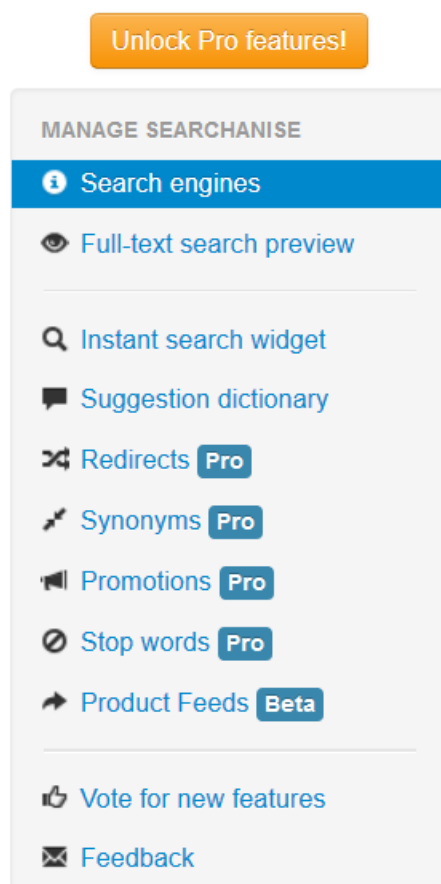 Unlock Pro features!
MANAGE SEARCHANISE
Search engines
Full-text search preview
Instant search widget
Suggestion dictionary
Redirects Pro
Synonyms Pro
Promotions Pro
Stop words Pro
Product Feeds Beta
Vote for new features
Feedback